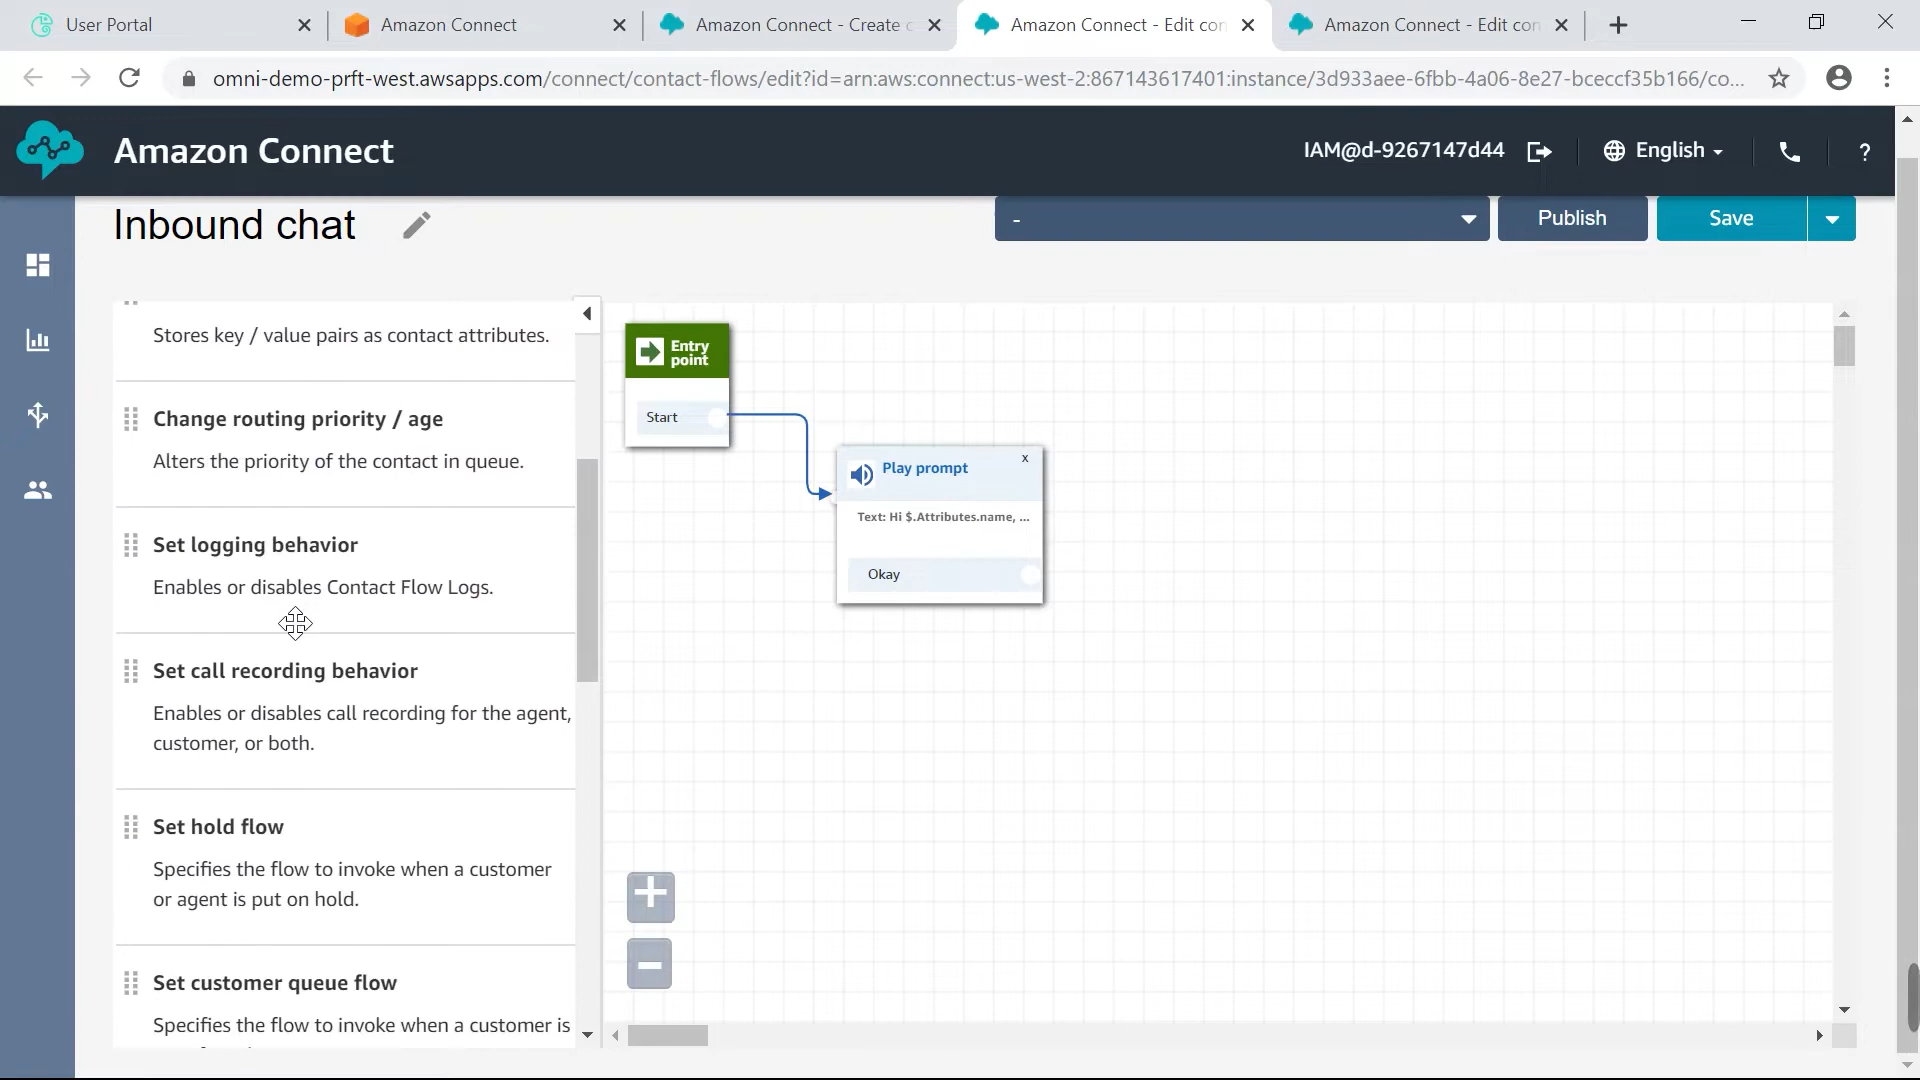 User Portal
Amazon Connect
Amazon Connect - Create c
Amazon Connect - Edit con
Amazon Connect - Edit con
omni-demo-prft-west.awsapps.com/connect/contact-flows/edit?id=arn:aws:connect:us-west-2:867143617401:instance/3d933aee-6fbb-4a06-8e27-bceccf35b166/co...
Amazon Connect
IAM@d-9267147d44
English
?
Inbound chat
-
Publish
Save
Stores key / value pairs as contact attributes.
Change routing priority / age
Alters the priority of the contact in queue.
Set logging behavior
Enables or disables Contact Flow Logs.
Set call recording behavior
Enables or disables call recording for the agent,
customer, or both.
Set hold flow
Specifies the flow to invoke when a customer
or agent is put on hold.
Set customer queue flow
Specifies the flow to invoke when a customer is
Entry
point
Start
Play prompt
x
Text: Hi $.Attributes.name, ...
Okay